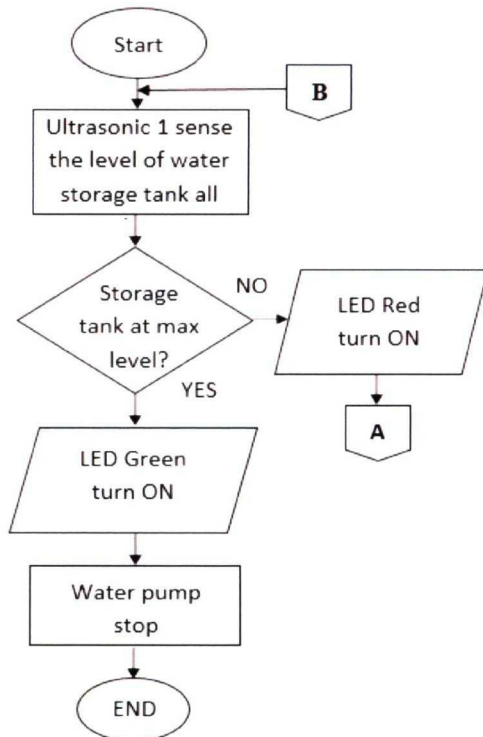 Start
B
Ultrasonic 1 sense
the level of water
storage tank all
Storage
tank at max
level?
NO
LED Red
turn ON
YES
A
LED Green
turn ON
Water pump
stop
END